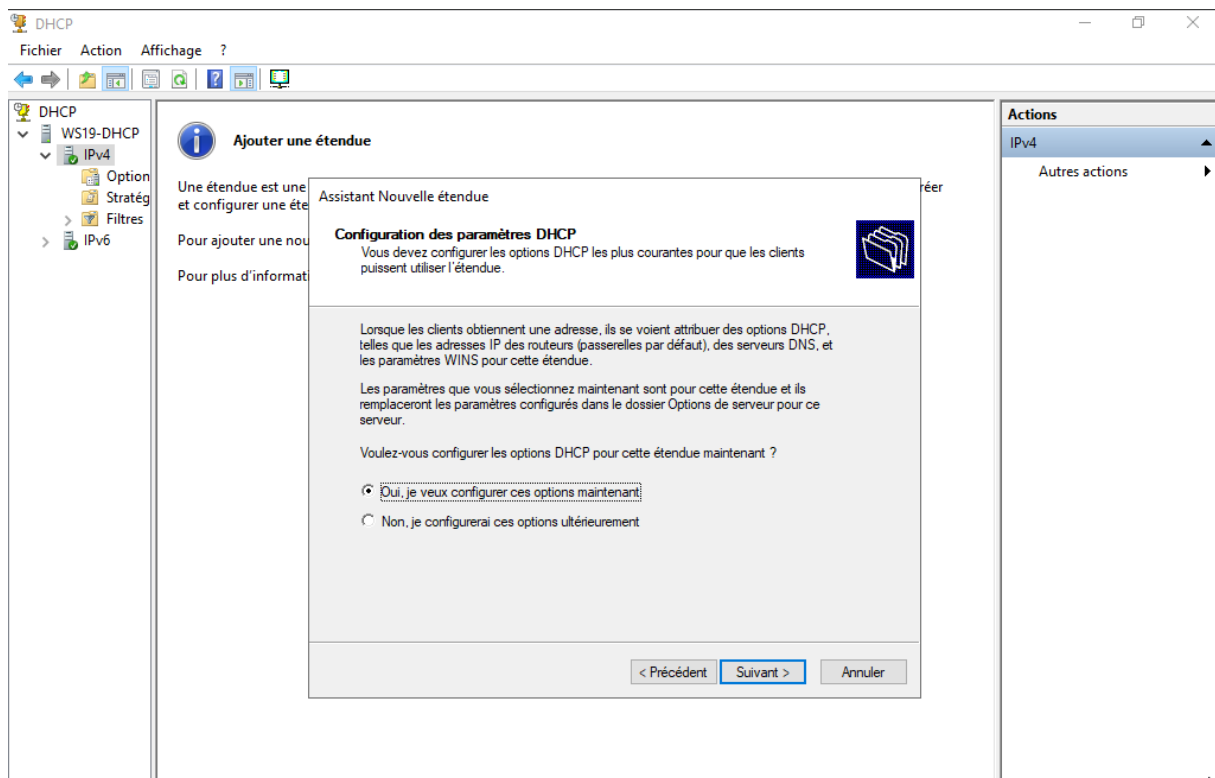 DHCP
Fichier Action Affichage ?
DHCP
WS19-DHCP
IPv4
Option
Stratég
Filtres
IPv6
Ajouter une étendue
Une étendue est une
réer
et configurer une éte
Pour ajouter une nou
Pour plus d'informati
Assistant Nouvelle étendue
Configuration des paramètres DHCP
Vous devez configurer les options DHCP les plus courantes pour que les clients
puissent utiliser l'étendue.
Lorsque les clients obtiennent une adresse, ils se voient attribuer des options DHCP,
telles que les adresses IP des routeurs (passerelles par défaut), des serveurs DNS, et
les paramètres WINS pour cette étendue.
Les paramètres que vous sélectionnez maintenant sont pour cette étendue et ils
remplaceront les paramètres configurés dans le dossier Options de serveur pour ce
serveur.
Voulez-vous configurer les options DHCP pour cette étendue maintenant ?
Oui, je veux configurer ces options maintenant
Non, je configurerai ces options ultérieurement
< Précédent Suivant > Annuler
Actions
IPv4
Autres actions